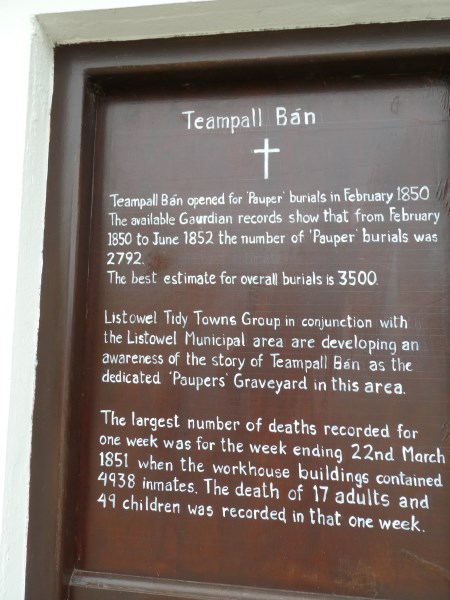 Teampall Bán
Teampall Bán opened for 'Pauper' burials in February 1850
The available Gaurdian records show that from February
1850 to June 1852 the number of 'Pauper' burials was
2792.
The best estimate for overall burials is 3500.
Listowel Tidy Towns Group in conjunction with
the Listowel Municipal area are developing an
awareness of the story of Teampall Bán as the
dedicated 'Paupers' Graveyard in this area.
The largest number of deaths recorded for
one week was for the week ending 22nd March
1851 when the workhouse buildings contained
4938 inmates. The death of 17 adults and
49 children was recorded in that one week.